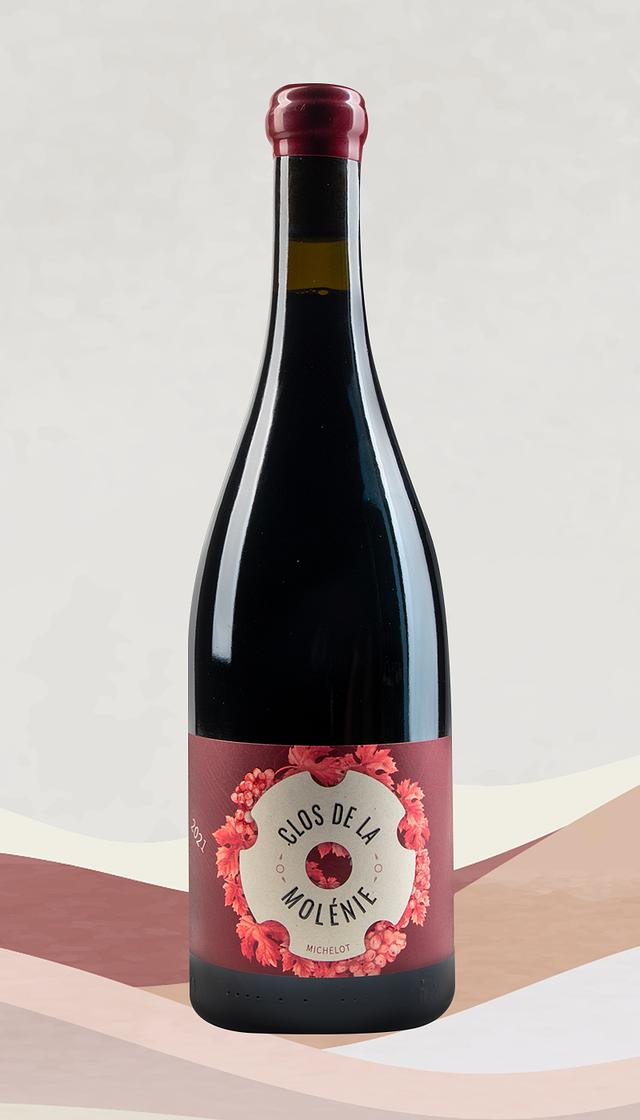 2021
CLOS DE LA
MOLÉNIE
MICHELOT